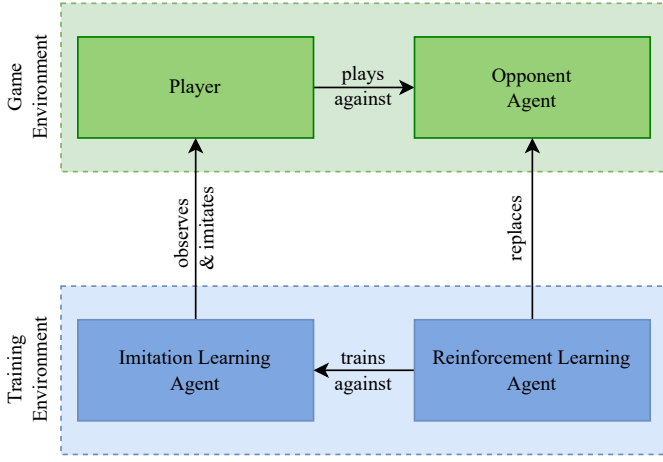 Game
Environment
Player
plays
against
Opponent
Agent
observes
& imitates
replaces
Training
Environment
Imitation Learning
Agent
trains
against
Reinforcement Learning
Agent